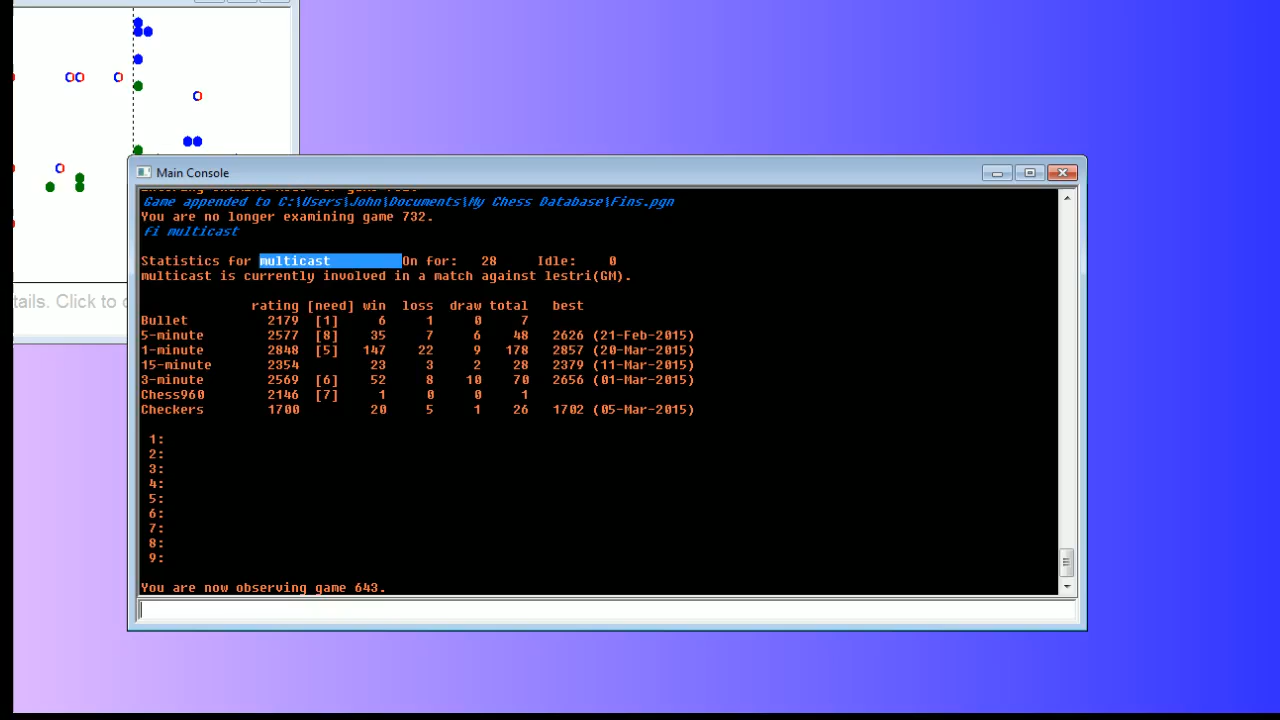 Main Console
Game appended to C:\Users\John\Documents\My Chess Database\Fins.pgn
You are no longer examining game 732.
Fi multicast
Statistics for multicast On for: 28 Idle: 0
multicast is currently involved in a match against lestri(GM).
rating [need] win loss draw total best
Bullet 2179 [1] 6 1 0 7
5-minute 2577 [8] 35 7 6 48 2626 (21-Feb-2015)
1-minute 2848 [5] 147 22 9 178 2857 (20-Mar-2015)
15-minute 2354 23 3 2 28 2379 (11-Mar-2015)
3-minute 2569 [6] 52 8 10 70 2656 (01-Mar-2015)
Chess960 2146 [7] 1 0 0 1
Checkers 1700 20 5 1 26 1702 (05-Mar-2015)
tails. Click to
1:
2:
3:
4:
5:
6:
7:
8:
9:
You are now observing game 643.